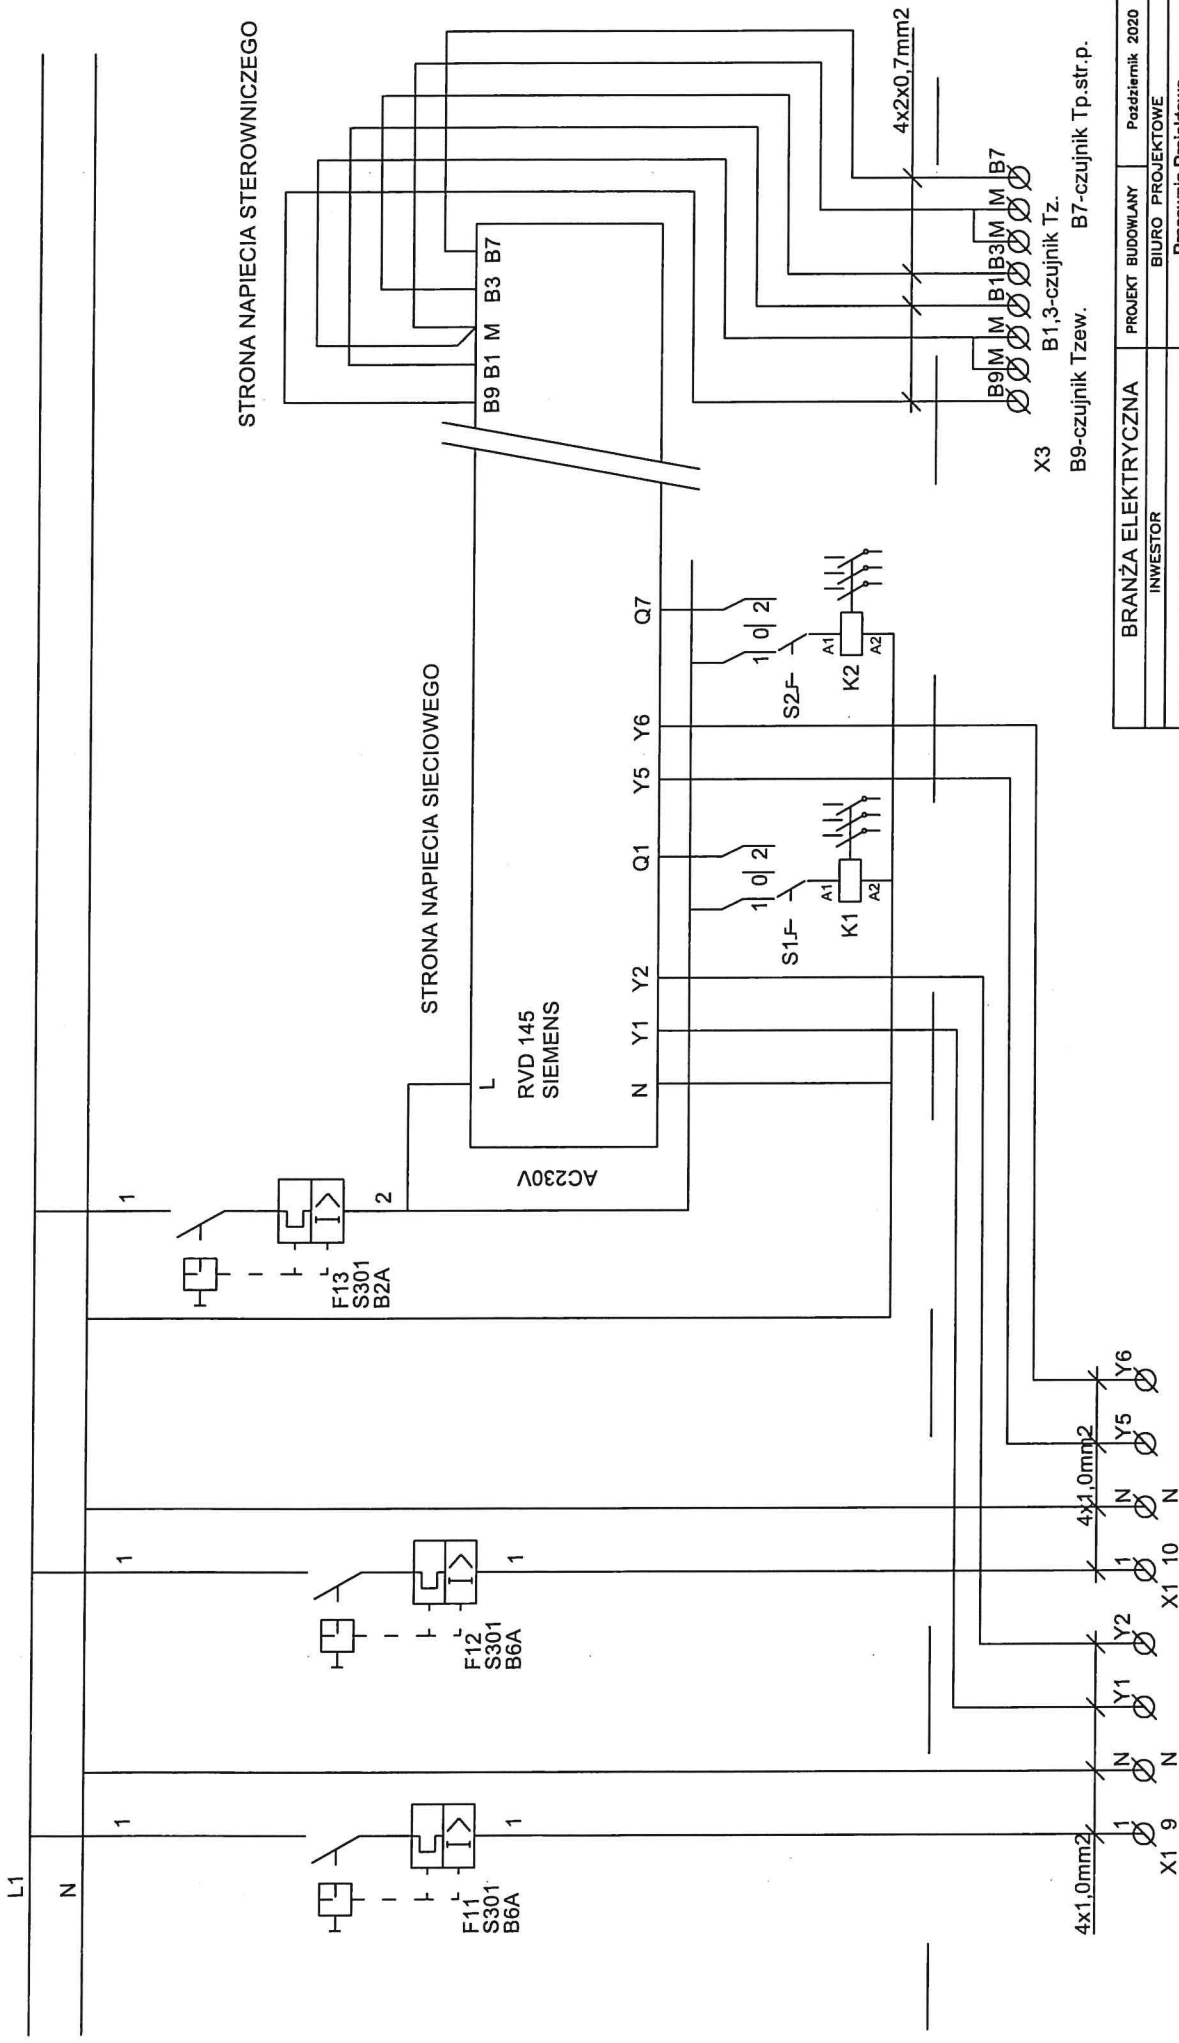 L1
N
1
1
1
F11
S301
B6A
1
F12
S301
B6A
1
F13
S301
B2A
2
STRONA NAPIECIA SIECIOWEGO
STRONA NAPIECIA STEROWNICZEGO
AC230V
L
RVD 145
SIEMENS
N Y1 Y2 Q1 Y5 Y6 Q7
B9 B1 M B3 B7
1 0 2
S1
A1
A2
K1
1 0 2
S2
A1
A2
K2
4x2x0,7mm2
B9 M M B1 B3 M M B7
X3
B1,3-czujnik Tz.
B9-czujnik Tzew.
B7-czujnik Tp.str.p.
4x1,0mm2
4x1,0mm2
1 N Y1 Y2 1 N Y5 Y6
X1 9 N X1 10 N
BRANŻA ELEKTRYCZNA
PROJEKT BUDOWLANY
Październik 2020
INWESTOR
BIURO PROJEKTOWE